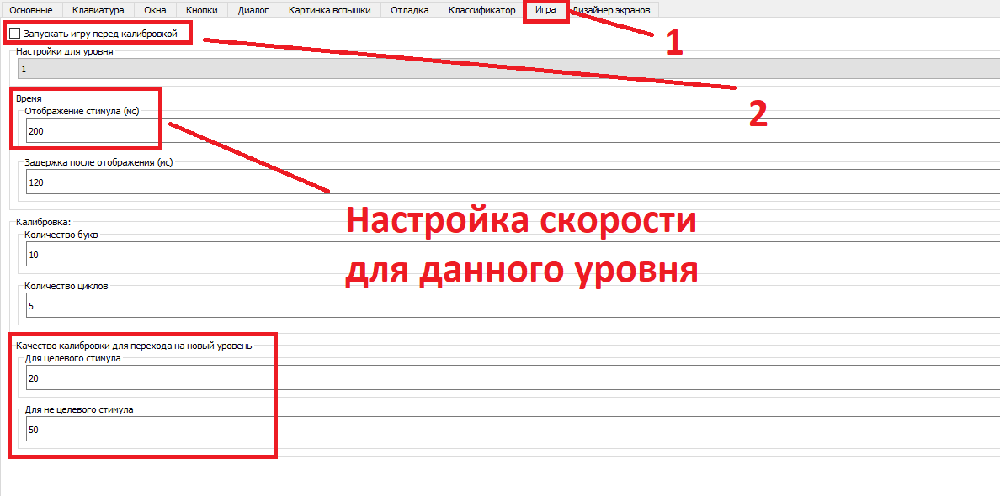 Основные Клавиатура Окна Кнопки Диалог Картинка вспышки Отладка Классификатор Игра Дизайнер экранов
1
Запускать игру перед калибровкой
Настройки для уровня
1
2
Время
Отображение стимула (мс)
200
Задержка после отображения (мс)
120
Настройка скорости
для данного уровня
Калибровка:
Количество букв
10
Количество циклов
5
Качество калибровки для перехода на новый уровень
Для целевого стимула
20
Для не целевого стимула
50